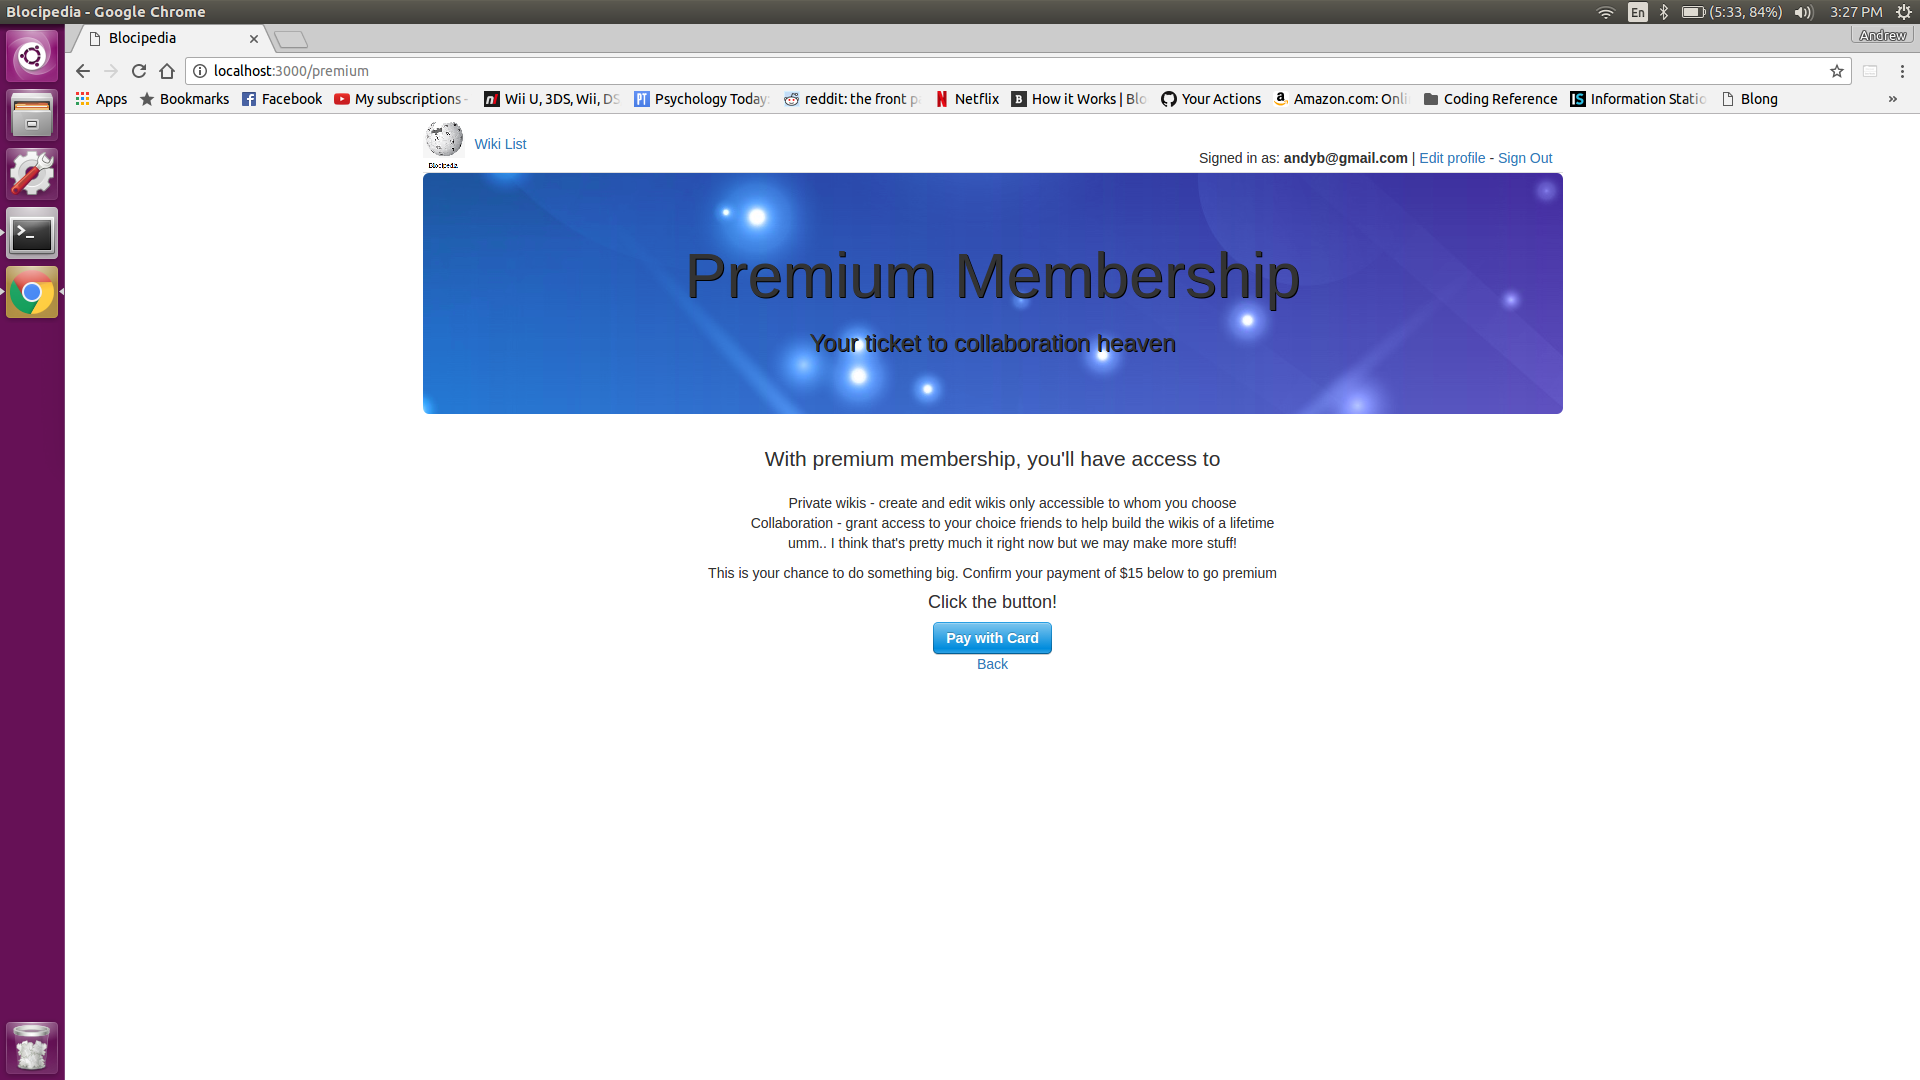 Blocipedia - Google Chrome
En (5:33, 84%) 3:27 PM
Blocipedia
Andrew
localhost:3000/premium
Apps Bookmarks Facebook My subscriptions - Wii U, 3DS, Wii, DS Psychology Today: reddit: the front p Netflix How it Works | Blo Your Actions Amazon.com: Onli Coding Reference Information Statio Blong »
Blocipedia
Wiki List
Signed in as: andyb@gmail.com | Edit profile - Sign Out
Premium Membership
Your ticket to collaboration heaven
With premium membership, you'll have access to
Private wikis - create and edit wikis only accessible to whom you choose
Collaboration - grant access to your choice friends to help build the wikis of a lifetime
umm.. I think that's pretty much it right now but we may make more stuff!
This is your chance to do something big. Confirm your payment of $15 below to go premium
Click the button!
Pay with Card
Back